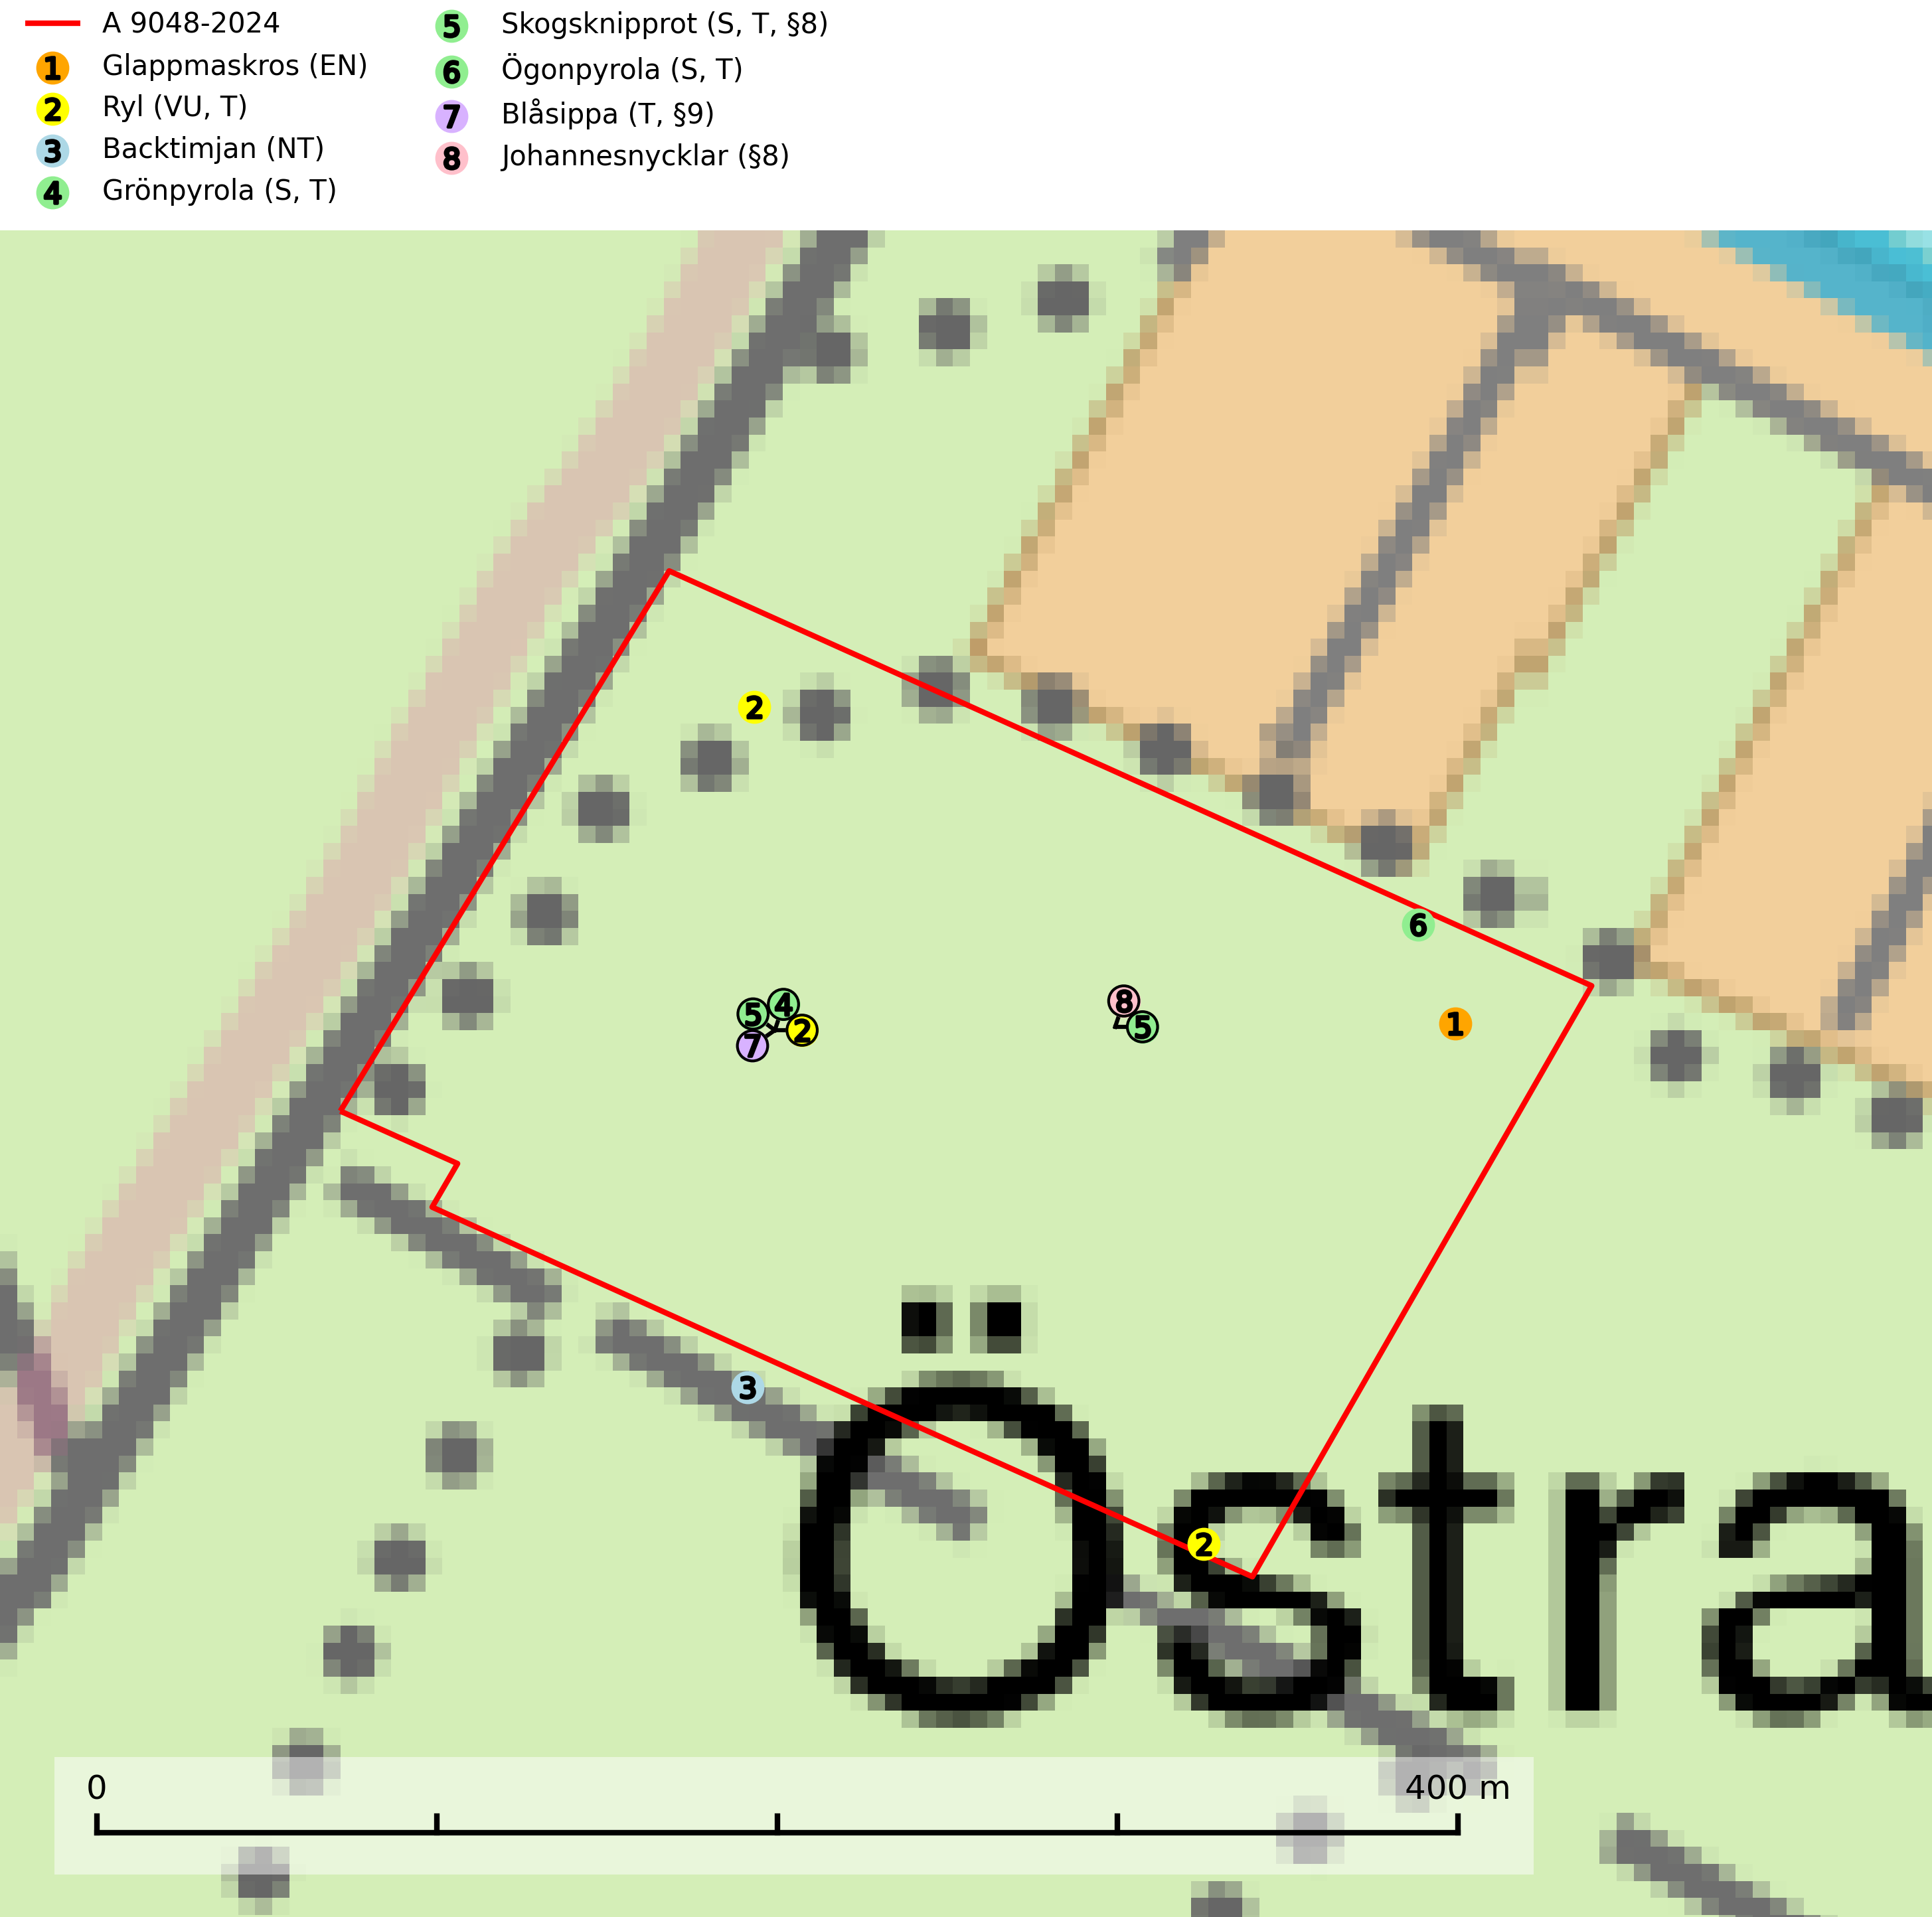 A 9048-2024
1 Glappmaskros (EN)
2 Ryl (VU, T)
3 Backtimjan (NT)
4 Grönpyrola (S, T)
5 Skogsknipprot (S, T, §8)
6 Ögonpyrola (S, T)
7 Blåsippa (T, §9)
8 Johannesnycklar (§8)
2
6
5 4 2 7
8 5
1
3
2
Östra
0 400 m